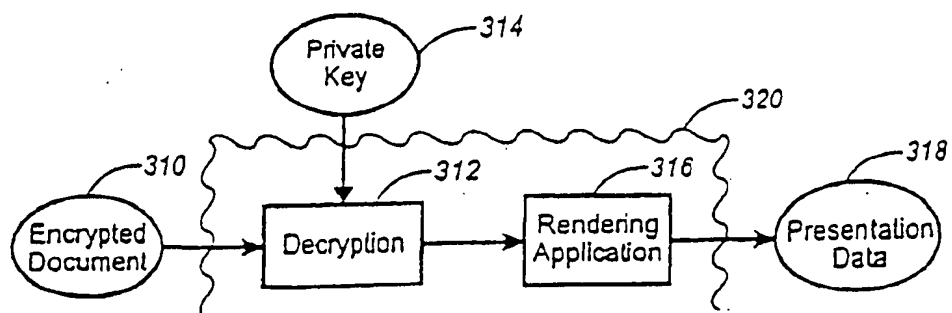 Private
Key
314
320
310
312
316
318
Encrypted
Document
Decryption
Rendering
Application
Presentation
Data